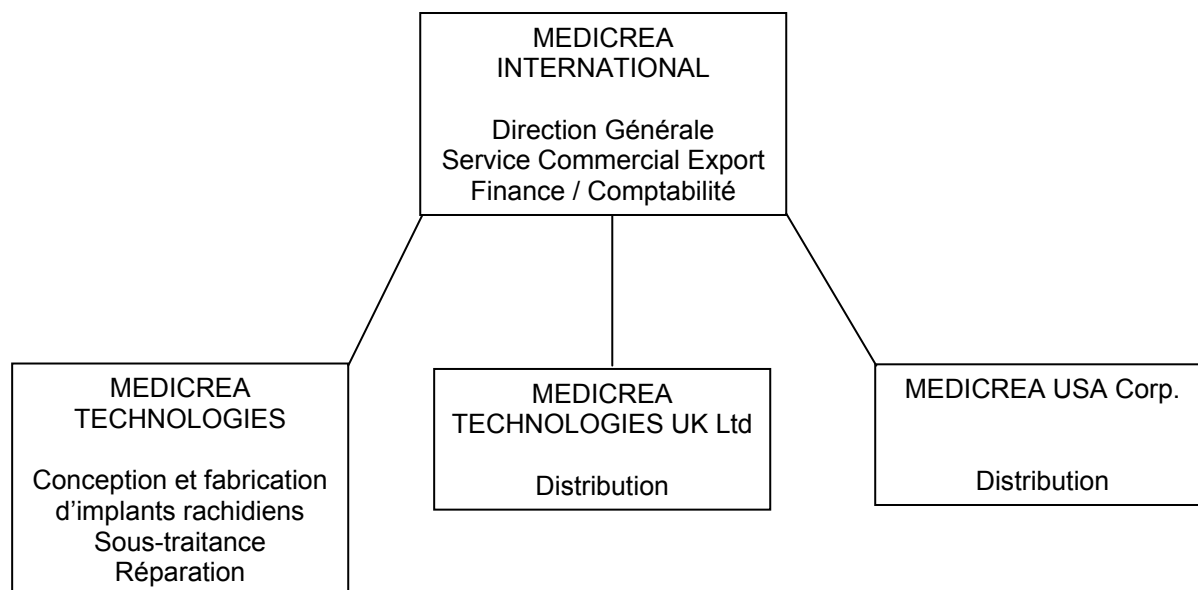 MEDICREA
INTERNATIONAL
Direction Générale
Service Commercial Export
Finance / Comptabilité
MEDICREA
TECHNOLOGIES
Conception et fabrication
d’implants rachidiens
Sous-traitance
Réparation
MEDICREA
TECHNOLOGIES UK Ltd
Distribution
MEDICREA USA Corp.
Distribution